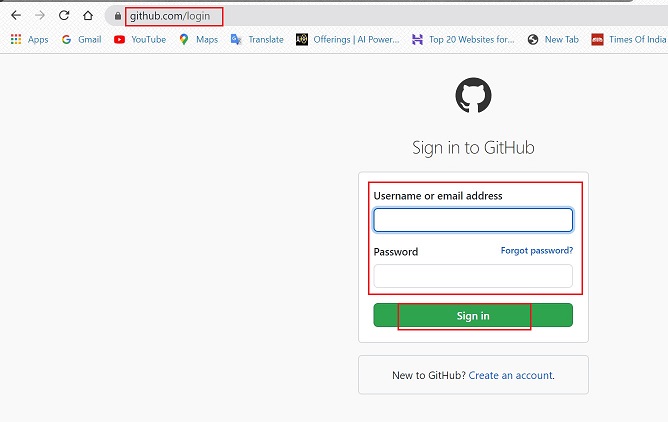 github.com/login
Apps Gmail YouTube Maps Translate Offerings | AI Power... Top 20 Websites for... New Tab Times Of India
Sign in to GitHub
Username or email address
Password Forgot password?
Sign in
New to GitHub? Create an account.